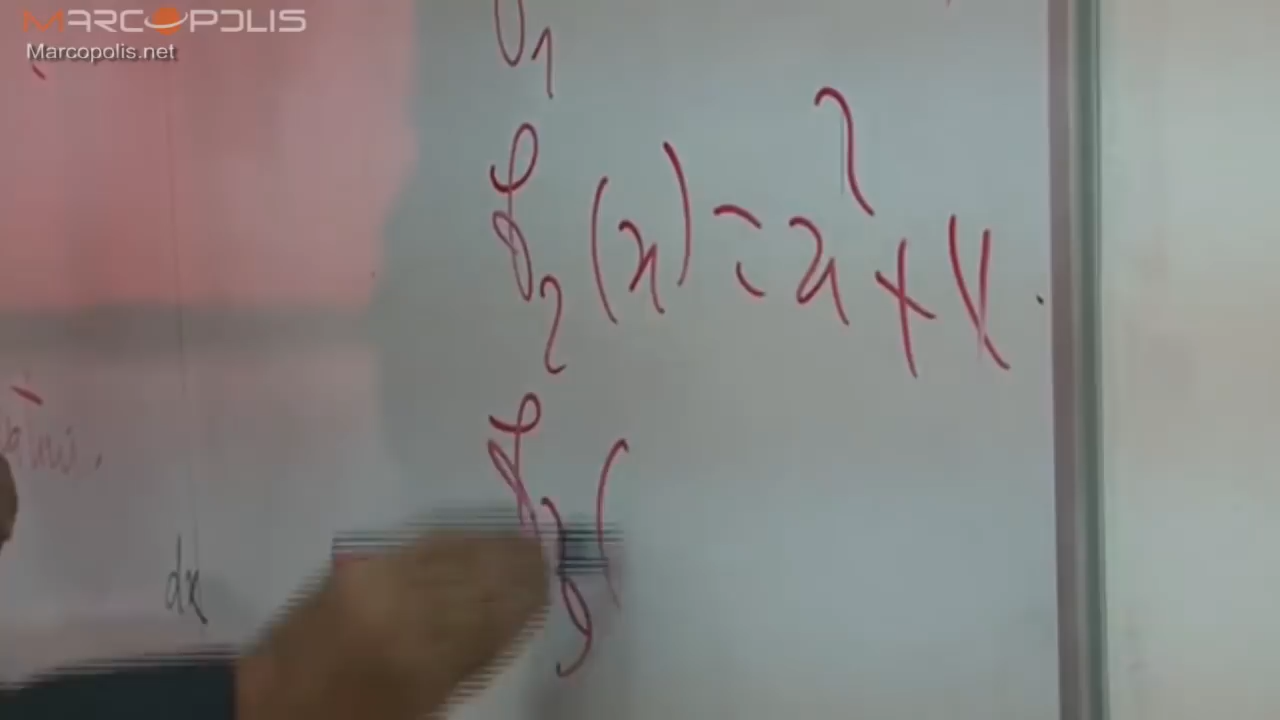 MARCOPOLIS
Marcopolis.net
f₁
f₂(x) = x² + 4
f₃(
dx